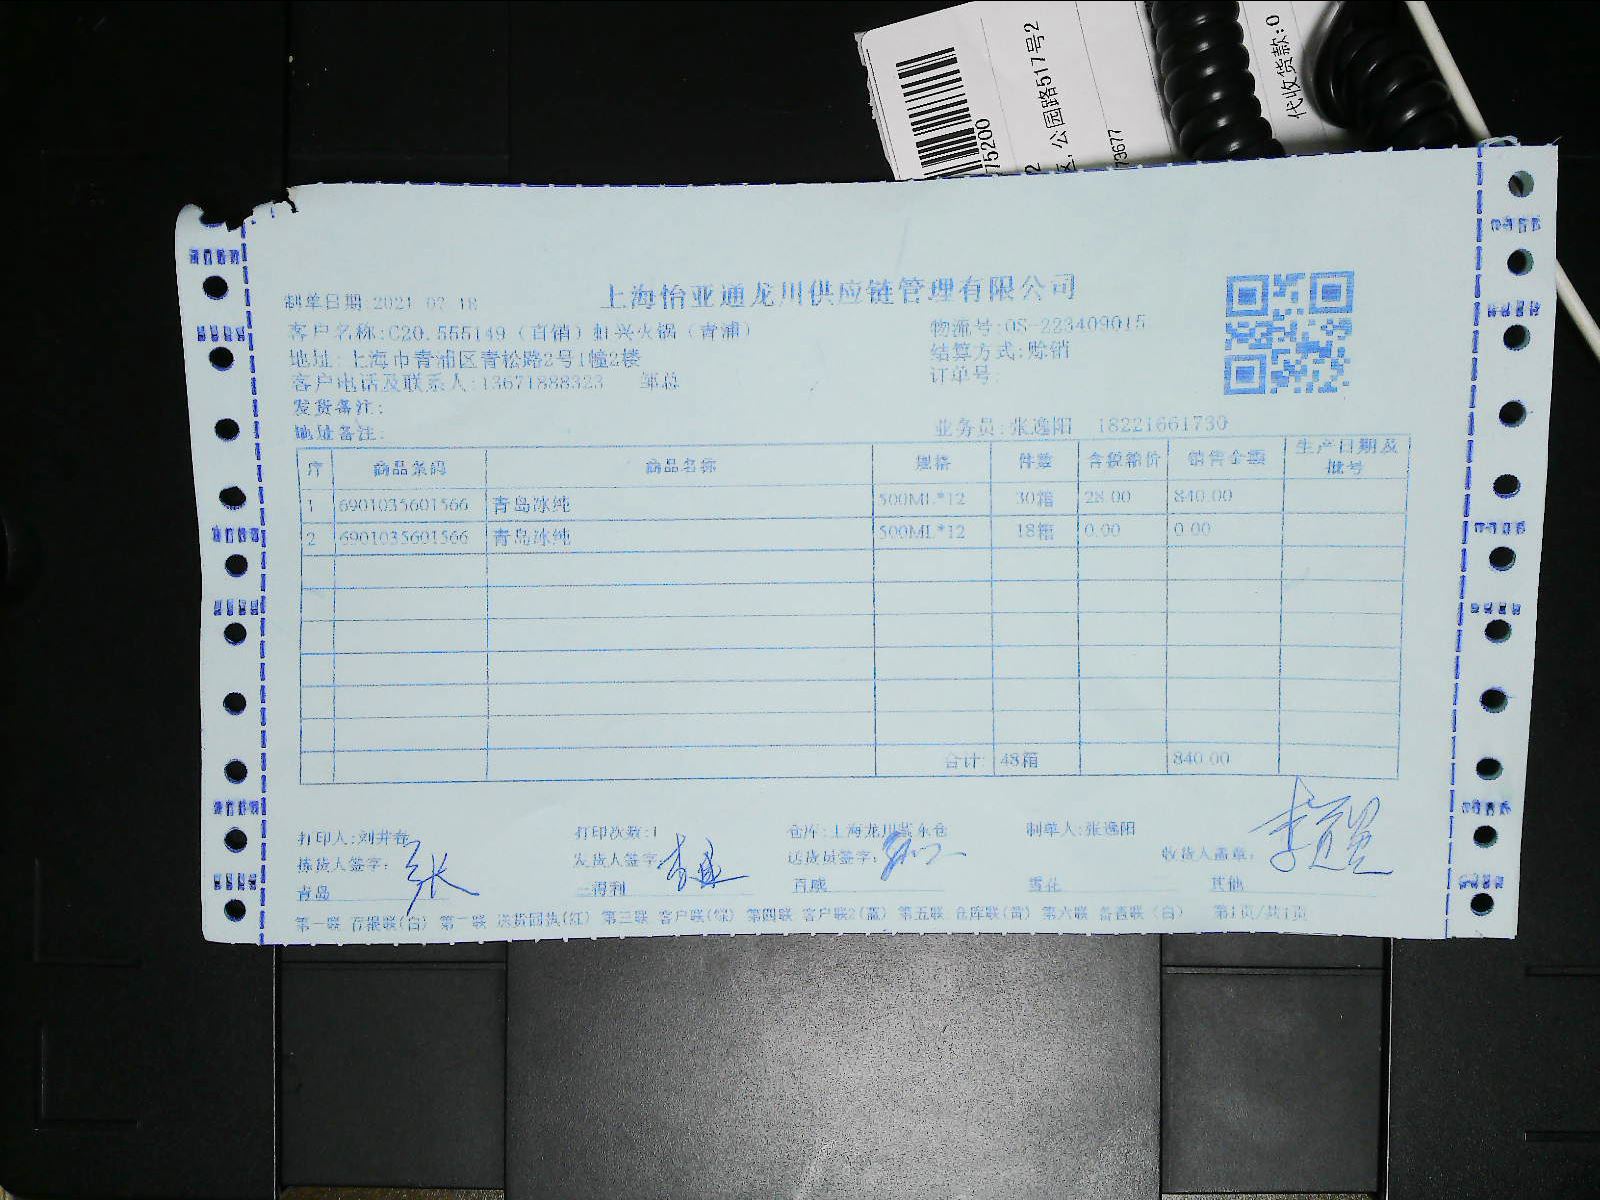 75200
公园路517号2
73677
代收货款:0
上海怡亚通龙川供应链管理有限公司
制单日期:2021 07 18
客户名称:C20.555149（直销）虹兴火锅（青浦）
物流号:OS-223409015
地址:上海市青浦区青松路2号1幢2楼
结算方式:赊销
客户电话及联系人:13671888323 邹总
订单号:
发货备注:
地址备注:
业务员:张逸阳 18221661730
序 商品条码 商品名称 规格 件数 含税箱价 销售金额 生产日期及批号
1 6901035601566 青岛冰纯 500ML*12 30箱 28.00 840.00
2 6901035601566 青岛冰纯 500ML*12 18箱 0.00 0.00
合计: 48箱 840.00
打印人:刘井春 打印次数:1 仓库:上海龙川 东仓 制单人:张逸阳
拣货人签字: 张 发货人签字: 送货员签字: 收货人盖章:
青岛 三得利 百威 雪花 其他
第一联 存根联(白) 第二联 送货回执(红) 第三联 客户联(绿) 第四联 客户联2(蓝) 第五联 仓库联(黄) 第六联 备查联（白） 第1页/共1页